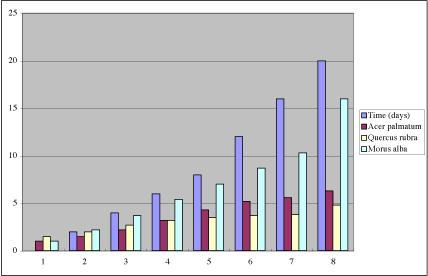 25
20
15
10
5
0
1 2 3 4 5 6 7 8
Time (days)
Acer palmatum
Quercus rubra
Morus alba